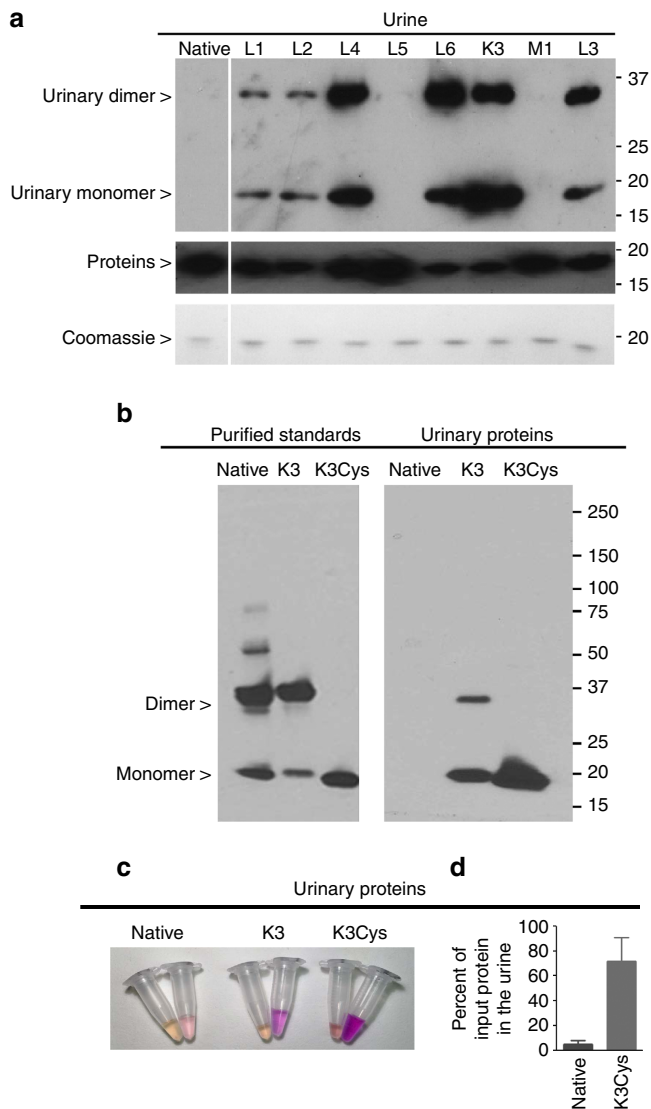 a
Urine
Native L1 L2 L4 L5 L6 K3 M1 L3
Urinary dimer >
- 37
- 25
Urinary monomer >
- 20
- 15
Proteins >
- 20
- 15
Coomassie >
- 20
b
Purified standards Urinary proteins
Native K3 K3Cys Native K3 K3Cys
- 250
- 150
- 100
- 75
- 50
- 37
Dimer >
- 25
Monomer >
- 20
- 15
c
d
Urinary proteins
Native K3 K3Cys
Percent of
input protein
in the urine
100
80
60
40
20
0
Native
K3Cys